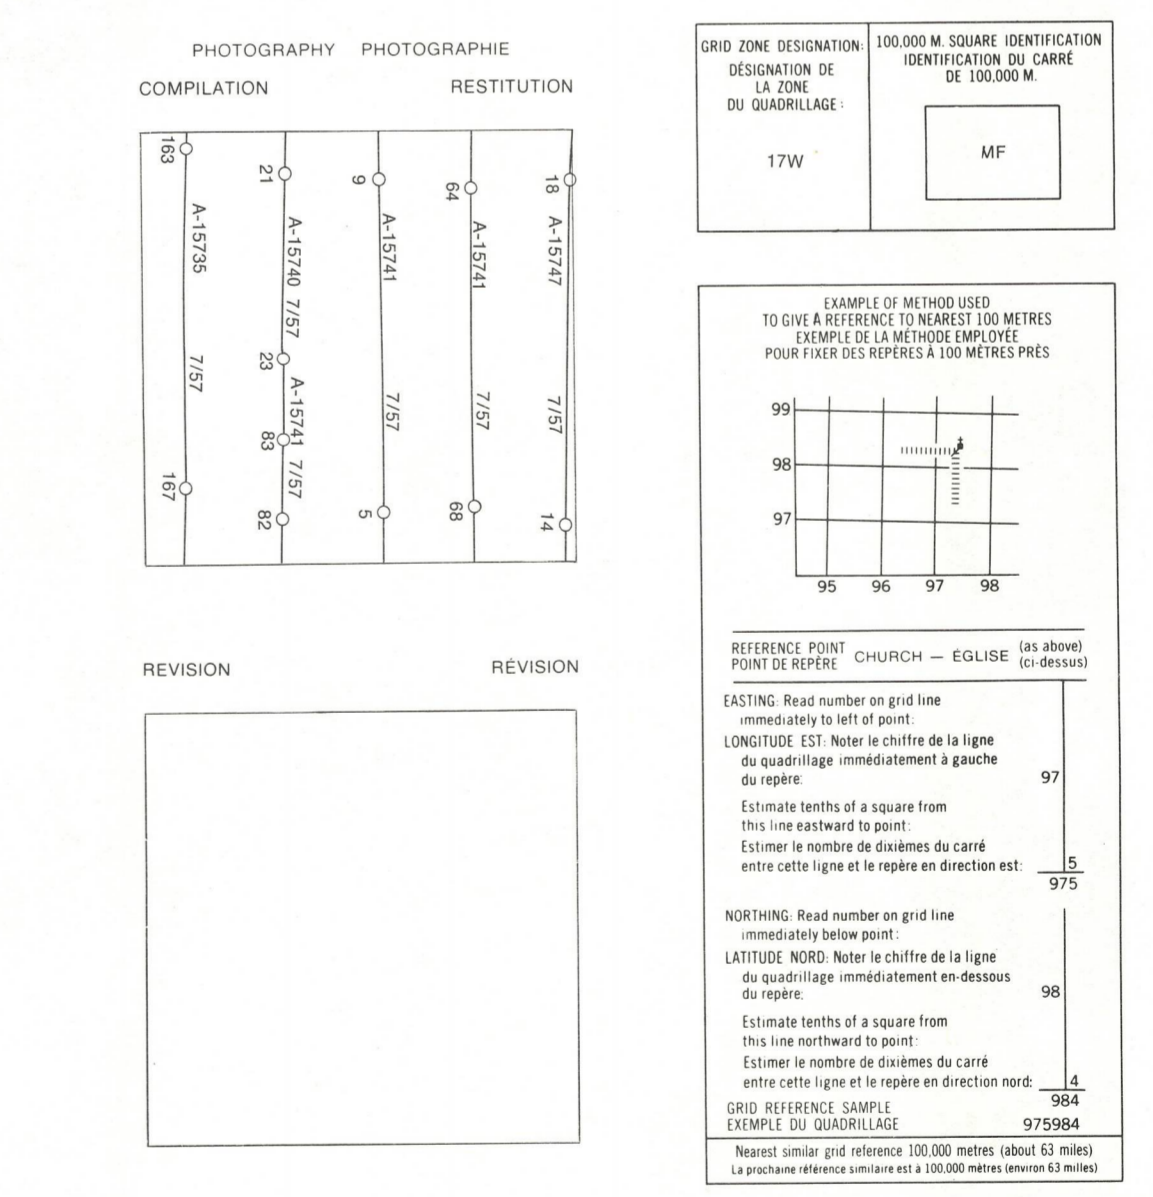 PHOTOGRAPHY PHOTOGRAPHIE
COMPILATION RESTITUTION
163 A-15735 7/57 167
21 A-15740 7/57 23 A-15741 83 7/57 82
9 A-15741 7/57 5
64 A-15741 7/57 68
18 A-15747 7/57 14
REVISION RÉVISION
GRID ZONE DESIGNATION:
DÉSIGNATION DE
LA ZONE
DU QUADRILLAGE :
17W
100,000 M. SQUARE IDENTIFICATION
IDENTIFICATION DU CARRÉ
DE 100,000 M.
MF
EXAMPLE OF METHOD USED
TO GIVE A REFERENCE TO NEAREST 100 METRES
EXEMPLE DE LA MÉTHODE EMPLOYÉE
POUR FIXER DES REPÈRES À 100 MÈTRES PRÈS
99
98
97
95 96 97 98
REFERENCE POINT
POINT DE REPÈRE
CHURCH — ÉGLISE
(as above)
(ci-dessus)
EASTING: Read number on grid line
immediately to left of point:
LONGITUDE EST: Noter le chiffre de la ligne
du quadrillage immédiatement à gauche
du repère: 97
Estimate tenths of a square from
this line eastward to point:
Estimer le nombre de dixièmes du carré
entre cette ligne et le repère en direction est: 5
975
NORTHING: Read number on grid line
immediately below point:
LATITUDE NORD: Noter le chiffre de la ligne
du quadrillage immédiatement en-dessous
du repère: 98
Estimate tenths of a square from
this line northward to point:
Estimer le nombre de dixièmes du carré
entre cette ligne et le repère en direction nord: 4
984
GRID REFERENCE SAMPLE
EXEMPLE DU QUADRILLAGE 975984
Nearest similar grid reference 100,000 metres (about 63 miles)
La prochaine référence similaire est à 100,000 mètres (environ 63 milles)